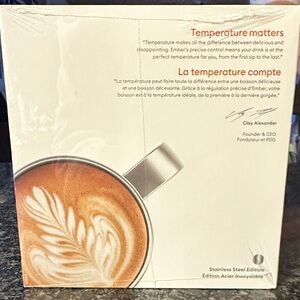 Temperature matters
"Temperature makes all the difference between delicious and
disappointing. Ember's precise control means your drink is at the
perfect temperature for you, from the first sip to the last."
La temperature compte
"La température peut faire toute la différence entre une boisson délicieuse
et une boisson décevante. Grâce à la régulation précise d'Ember, votre
boisson est à la température idéale, de la première à la dernière gorgée."
Clay Alexander
Founder & CEO
Fondateur et PDG
Stainless Steel Edition
Édition Acier Inoxydable